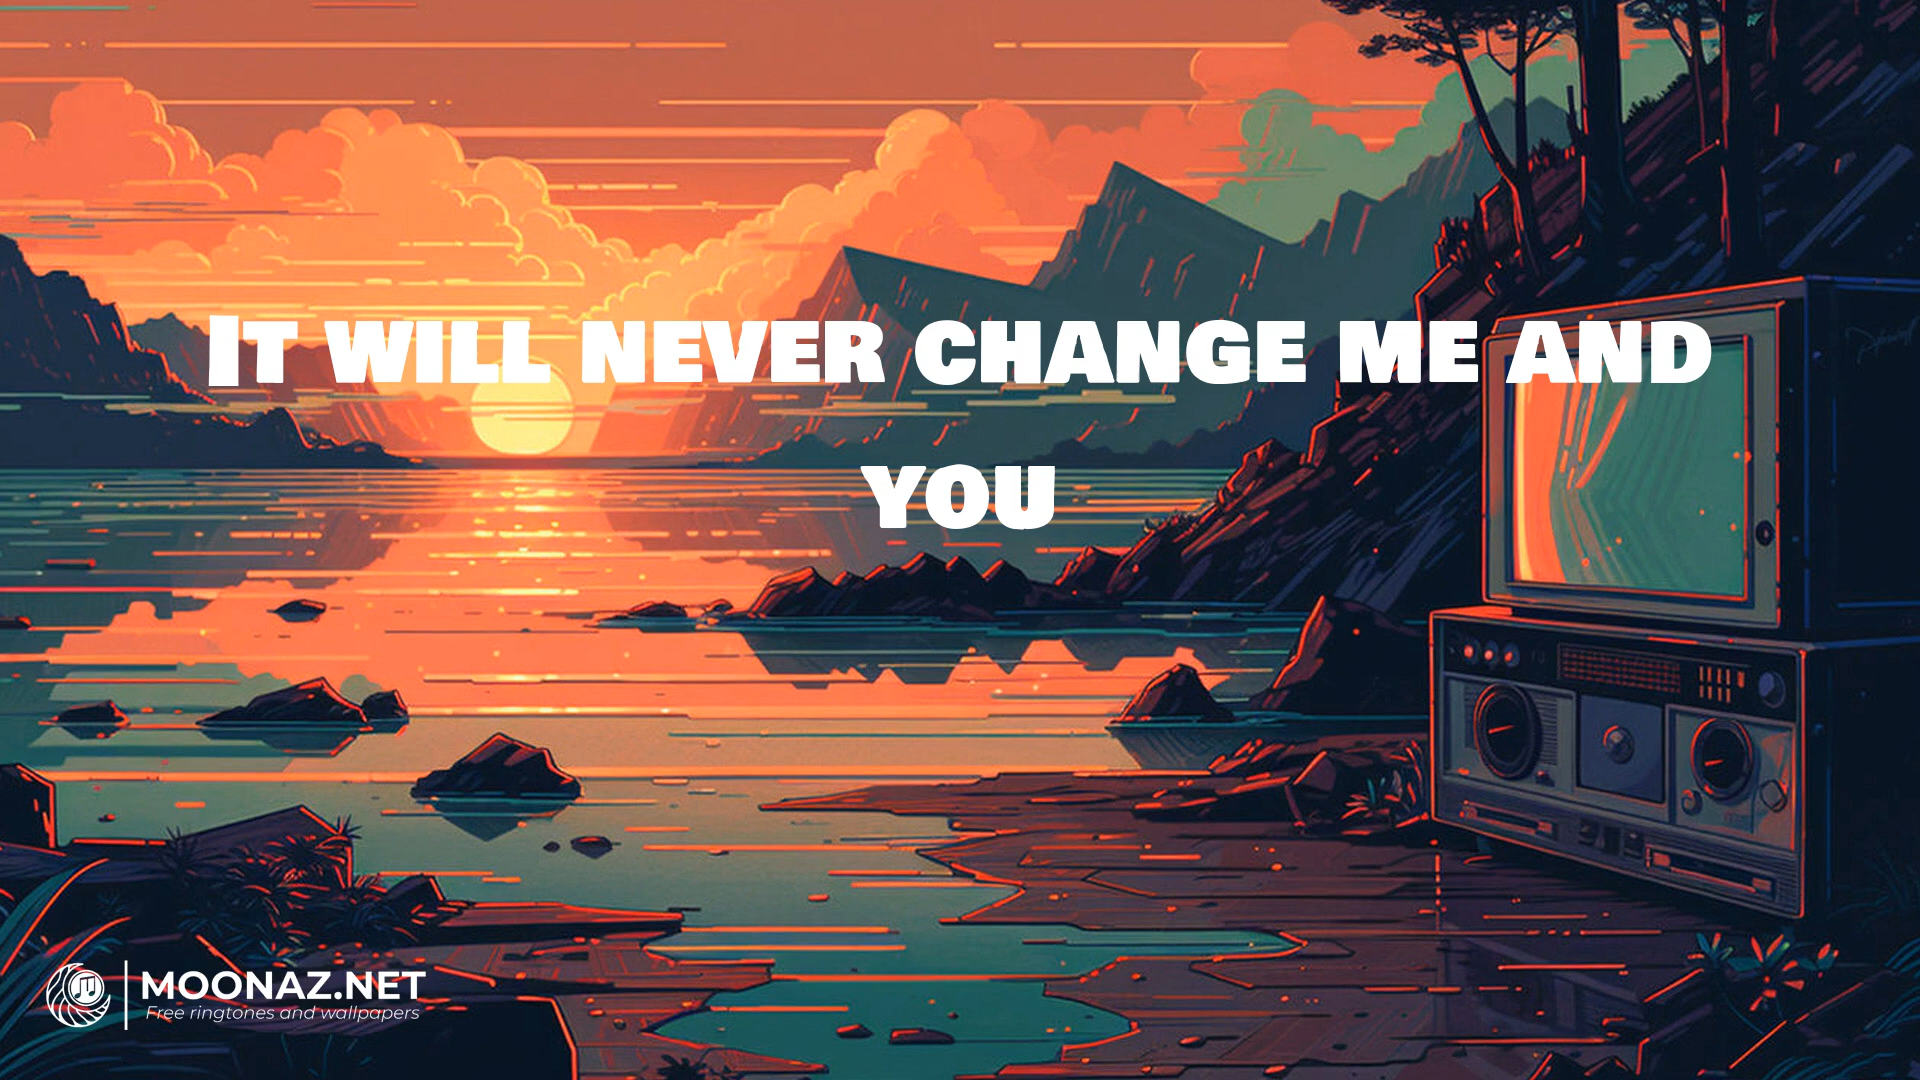 It will never change me and
you
MOONAZ.NET
Free ringtones and wallpapers